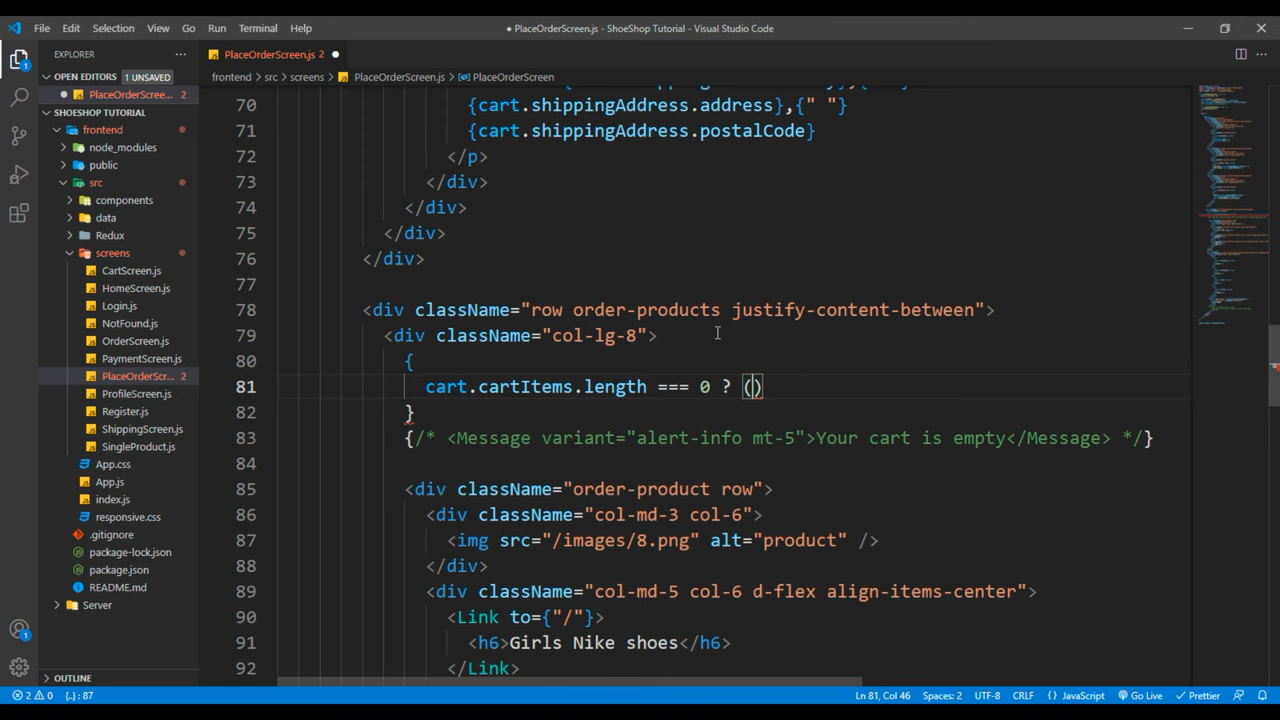 File Edit Selection View Go Run Terminal Help
● PlaceOrderScreen.js - ShoeShop Tutorial - Visual Studio Code
EXPLORER
PlaceOrderScreen.js 2
OPEN EDITORS 1 UNSAVED
frontend > src > screens > PlaceOrderScreen.js > PlaceOrderScreen
PlaceOrderScree... 2
SHOESHOP TUTORIAL
frontend
node_modules
public
src
components
data
Redux
screens
CartScreen.js
HomeScreen.js
Login.js
NotFound.js
OrderScreen.js
PaymentScreen.js
PlaceOrderScr... 2
ProfileScreen.js
Register.js
ShippingScreen.js
SingleProduct.js
App.css
App.js
index.js
responsive.css
.gitignore
package-lock.json
package.json
README.md
Server
OUTLINE
70 {cart.shippingAddress.address},{" "}
71 {cart.shippingAddress.postalCode}
72 </p>
73 </div>
74 </div>
75 </div>
76 </div>
77
78 <div className="row order-products justify-content-between">
79 <div className="col-lg-8">
80 {
81 cart.cartItems.length === 0 ? ()
82 }
83 {/* <Message variant="alert-info mt-5">Your cart is empty</Message> */}
84
85 <div className="order-product row">
86 <div className="col-md-3 col-6">
87 <img src="/images/8.png" alt="product" />
88 </div>
89 <div className="col-md-5 col-6 d-flex align-items-center">
90 <Link to={"/"}>
91 <h6>Girls Nike shoes</h6>
92 </Link>
2 0 {..} : 87 Ln 81, Col 46 Spaces: 2 UTF-8 CRLF {} JavaScript Go Live Prettier